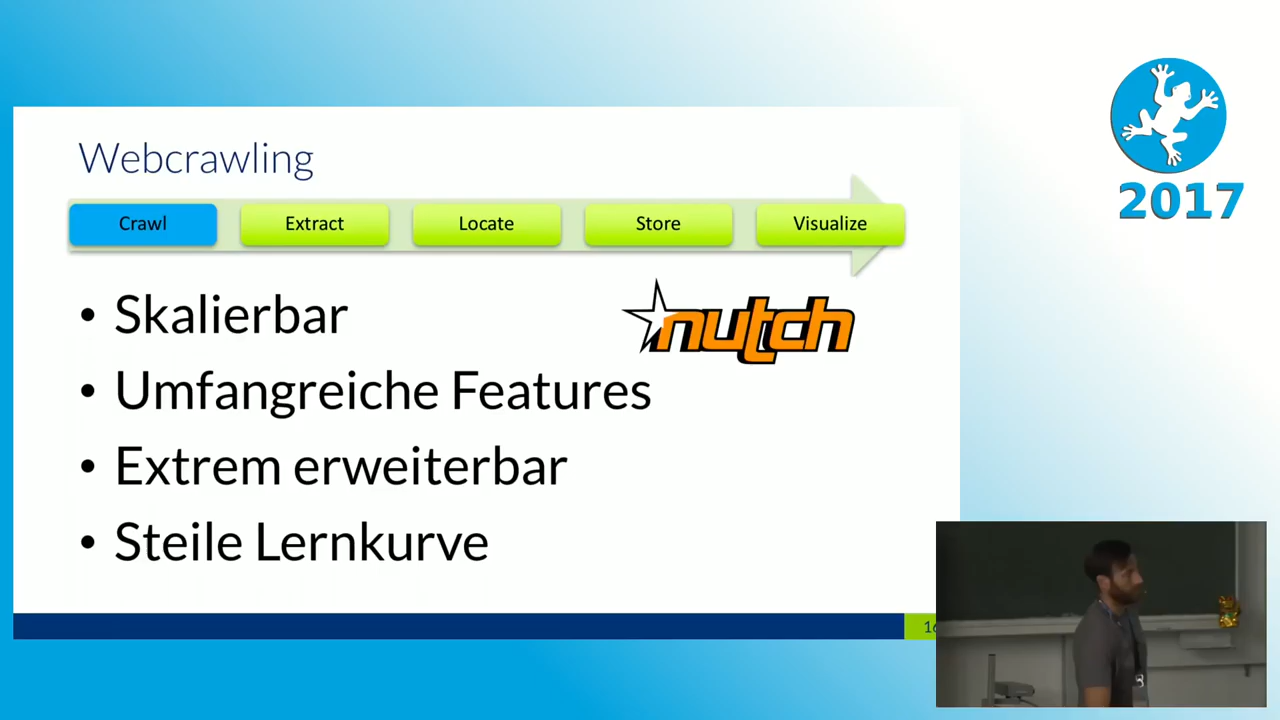 2017
Webcrawling
Crawl
Extract
Locate
Store
Visualize
nutch
• Skalierbar
• Umfangreiche Features
• Extrem erweiterbar
• Steile Lernkurve